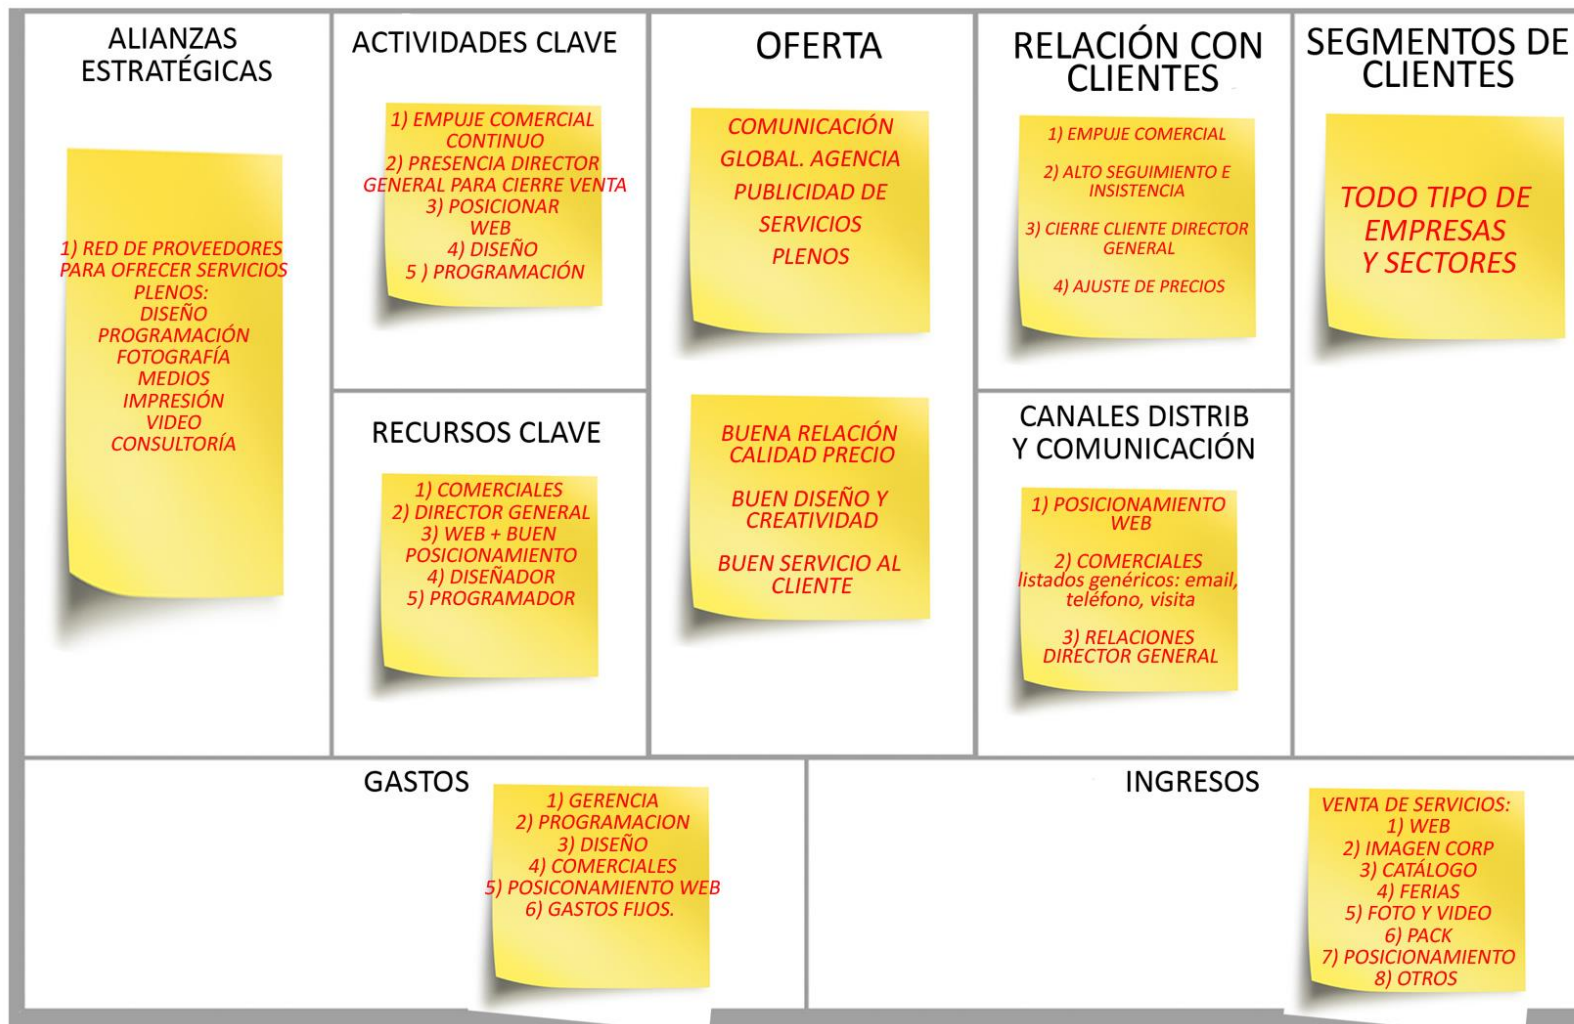 ALIANZAS
ESTRATÉGICAS
1) RED DE PROVEEDORES
PARA OFRECER SERVICIOS
PLENOS:
DISEÑO
PROGRAMACIÓN
FOTOGRAFÍA
MEDIOS
IMPRESIÓN
VIDEO
CONSULTORÍA
ACTIVIDADES CLAVE
1) EMPUJE COMERCIAL
CONTINUO
2) PRESENCIA DIRECTOR
GENERAL PARA CIERRE VENTA
3) POSICIONAR
WEB
4) DISEÑO
5 ) PROGRAMACIÓN
RECURSOS CLAVE
1) COMERCIALES
2) DIRECTOR GENERAL
3) WEB + BUEN
POSICIONAMIENTO
4) DISEÑADOR
5) PROGRAMADOR
OFERTA
COMUNICACIÓN
GLOBAL. AGENCIA
PUBLICIDAD DE
SERVICIOS
PLENOS
BUENA RELACIÓN
CALIDAD PRECIO
BUEN DISEÑO Y
CREATIVIDAD
BUEN SERVICIO AL
CLIENTE
RELACIÓN CON
CLIENTES
1) EMPUJE COMERCIAL
2) ALTO SEGUIMIENTO E
INSISTENCIA
3) CIERRE CLIENTE DIRECTOR
GENERAL
4) AJUSTE DE PRECIOS
CANALES DISTRIB
Y COMUNICACIÓN
1) POSICIONAMIENTO
WEB
2) COMERCIALES
listados genéricos: email,
teléfono, visita
3) RELACIONES
DIRECTOR GENERAL
SEGMENTOS DE
CLIENTES
TODO TIPO DE
EMPRESAS
Y SECTORES
GASTOS
1) GERENCIA
2) PROGRAMACION
3) DISEÑO
4) COMERCIALES
5) POSICONAMIENTO WEB
6) GASTOS FIJOS.
INGRESOS
VENTA DE SERVICIOS:
1) WEB
2) IMAGEN CORP
3) CATÁLOGO
4) FERIAS
5) FOTO Y VIDEO
6) PACK
7) POSICIONAMIENTO
8) OTROS